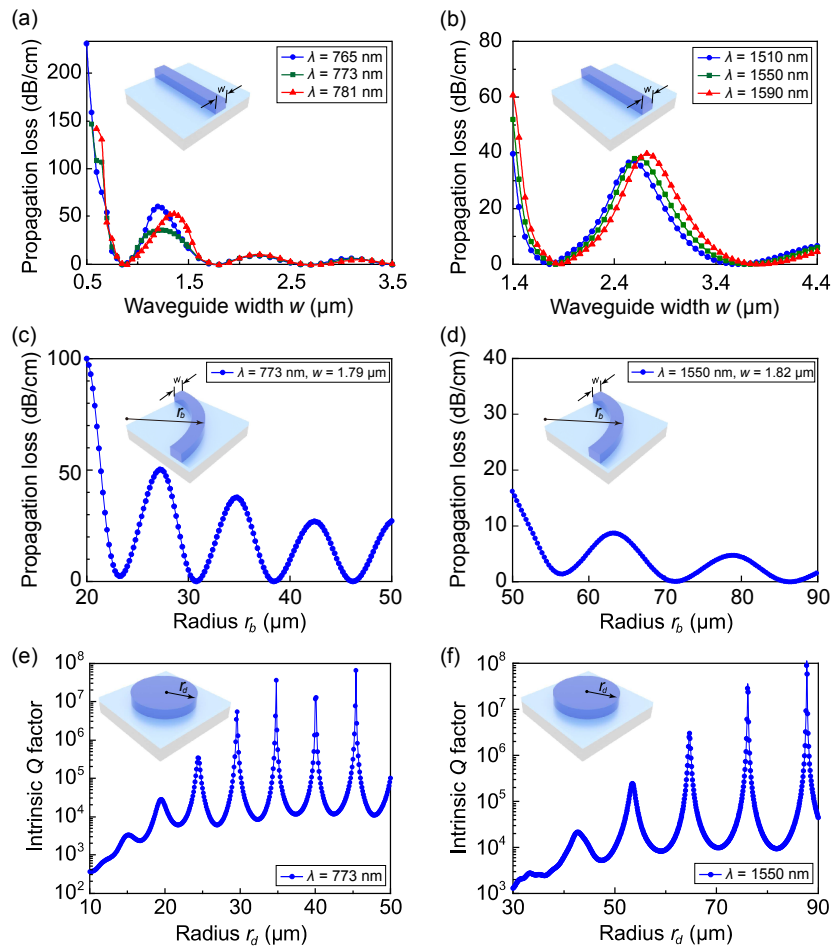 (a)
Propagation loss (dB/cm)
200
150
100
50
0
w
λ = 765 nm
λ = 773 nm
λ = 781 nm
0.5 1.5 2.5 3.5
Waveguide width w (µm)
(b)
Propagation loss (dB/cm)
80
60
40
20
0
w
λ = 1510 nm
λ = 1550 nm
λ = 1590 nm
1.4 2.4 3.4 4.4
Waveguide width w (µm)
(c)
Propagation loss (dB/cm)
100
50
0
w
r_b
λ = 773 nm, w = 1.79 µm
20 30 40 50
Radius r_b (µm)
(d)
Propagation loss (dB/cm)
40
30
20
10
0
w
r_b
λ = 1550 nm, w = 1.82 µm
50 60 70 80 90
Radius r_b (µm)
(e)
Intrinsic Q factor
10^8
10^7
10^6
10^5
10^4
10^3
10^2
r_d
λ = 773 nm
10 20 30 40 50
Radius r_d (µm)
(f)
Intrinsic Q factor
10^8
10^7
10^6
10^5
10^4
10^3
r_d
λ = 1550 nm
30 50 70 90
Radius r_d (µm)